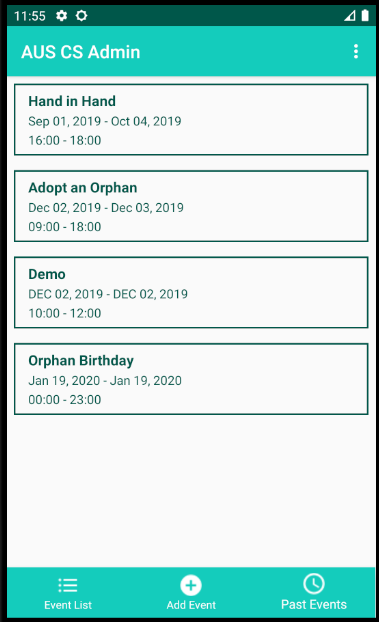 11:55
AUS CS Admin
Hand in Hand
Sep 01, 2019 - Oct 04, 2019
16:00 - 18:00
Adopt an Orphan
Dec 02, 2019 - Dec 03, 2019
09:00 - 18:00
Demo
DEC 02, 2019 - DEC 02, 2019
10:00 - 12:00
Orphan Birthday
Jan 19, 2020 - Jan 19, 2020
00:00 - 23:00
Event List Add Event Past Events